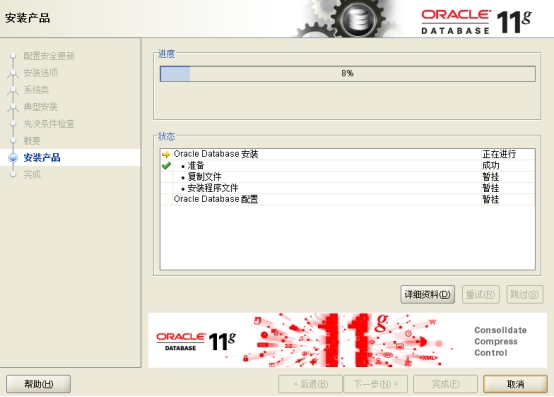 安装产品
ORACLE 11g
DATABASE
配置安全更新
安装选项
系统类
典型安装
先决条件检查
概要
安装产品
完成
进度
8%
状态
Oracle Database 安装 正在进行
• 准备 成功
• 复制文件 暂挂
• 安装程序文件 暂挂
Oracle Database 配置 暂挂
详细资料(D) 重试(R) 跳过(S)
ORACLE 11g
DATABASE
11g
XML
Consolidate
Compress
Control
帮助(H) < 后退(B) 下一步(N) > 完成(F) 取消